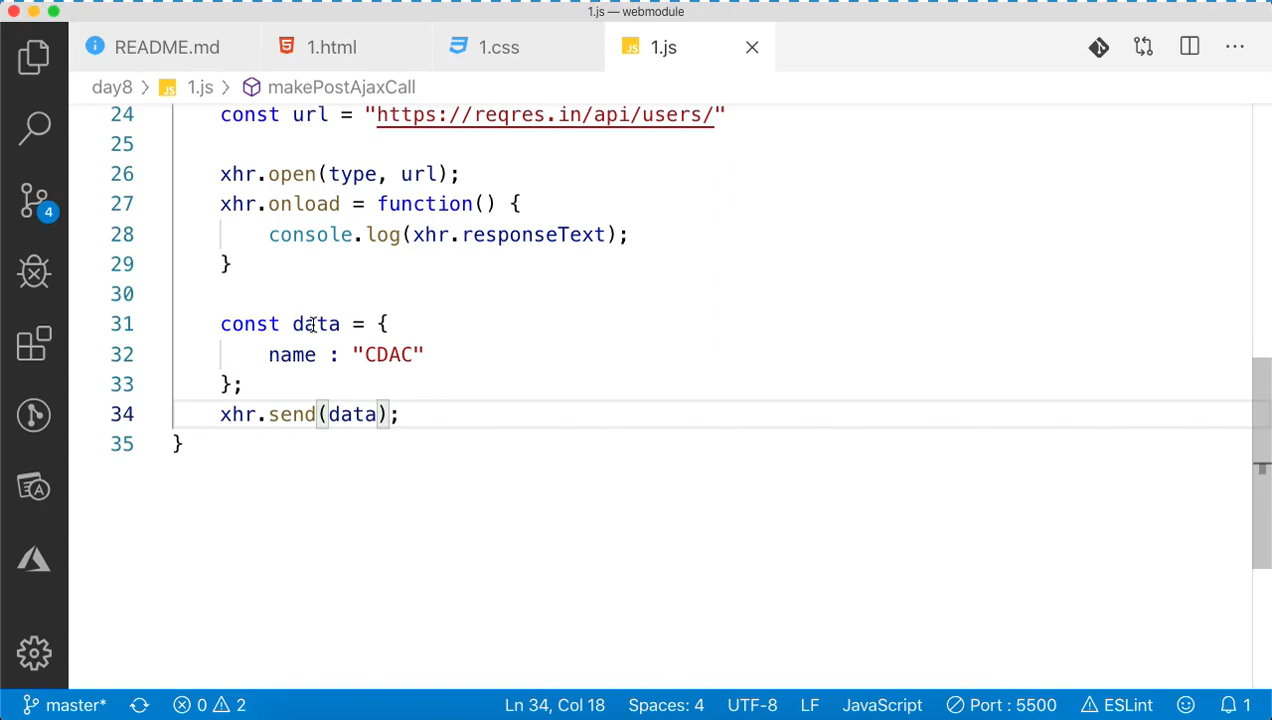 1.js — webmodule
README.md 1.html 1.css JS 1.js
day8 > JS 1.js > makePostAjaxCall
24 const url = "https://reqres.in/api/users/"
25
26 xhr.open(type, url);
27 xhr.onload = function() {
28 console.log(xhr.responseText);
29 }
30
31 const data = {
32 name : "CDAC"
33 };
34 xhr.send(data);
35 }
4
master* 0 2 Ln 34, Col 18 Spaces: 4 UTF-8 LF JavaScript Port : 5500 ESLint 1